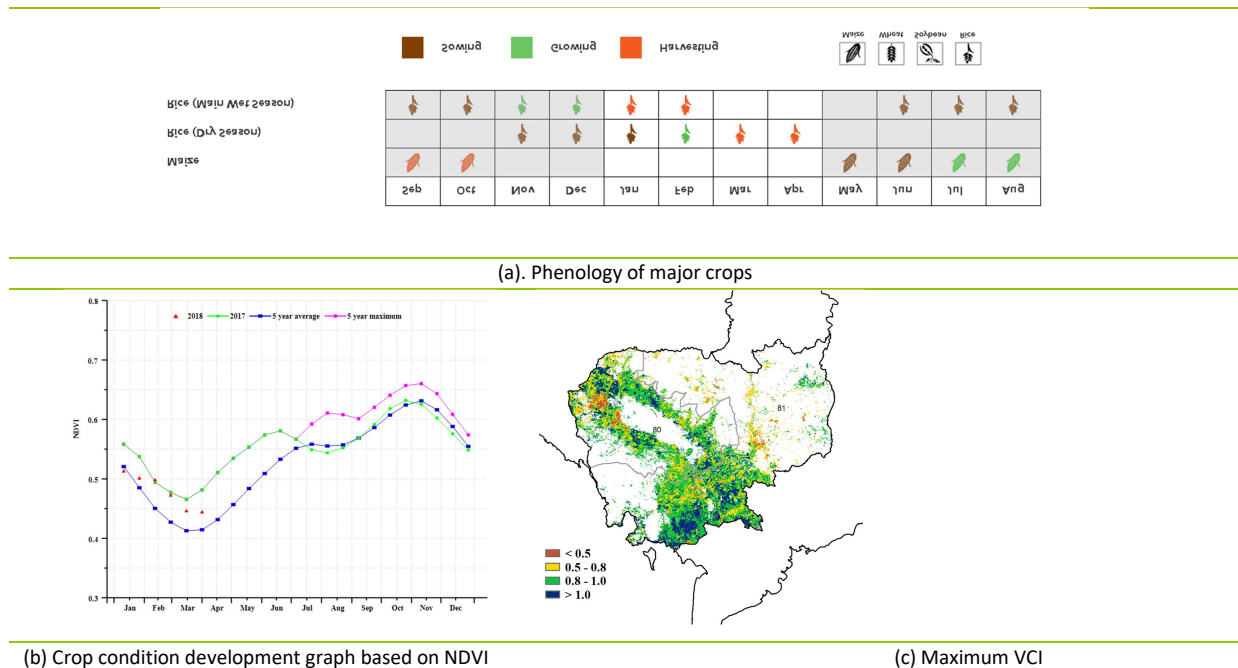 Sowing Growing Harvesting Maize Wheat Soybean Rice
Rice (Main Wet Season)
Rice (Dry Season)
Maize
Sep Oct Nov Dec Jan Feb Mar Apr May Jun Jul Aug
(a). Phenology of major crops
0.8
2018 2017 5 year average 5 year maximum
0.7
0.6
NDVI
0.5
0.4
0.3
Jan Feb Mar Apr May Jun Jul Aug Sep Oct Nov Dec
81
80
< 0.5
0.5 - 0.8
0.8 - 1.0
> 1.0
(b) Crop condition development graph based on NDVI
(c) Maximum VCI